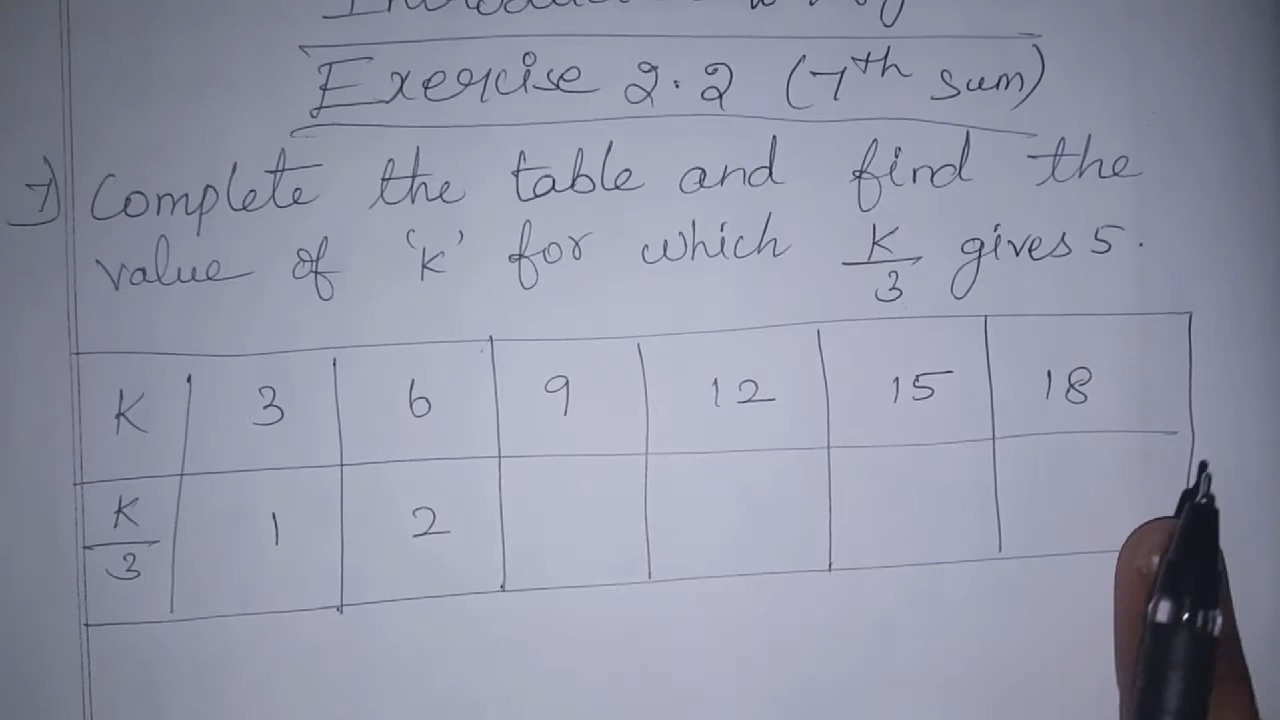 Exercise 2.2 (7th sum)
7) Complete the table and find the
value of 'k' for which K/3 gives 5.
K 3 6 9 12 15 18
K/3 1 2